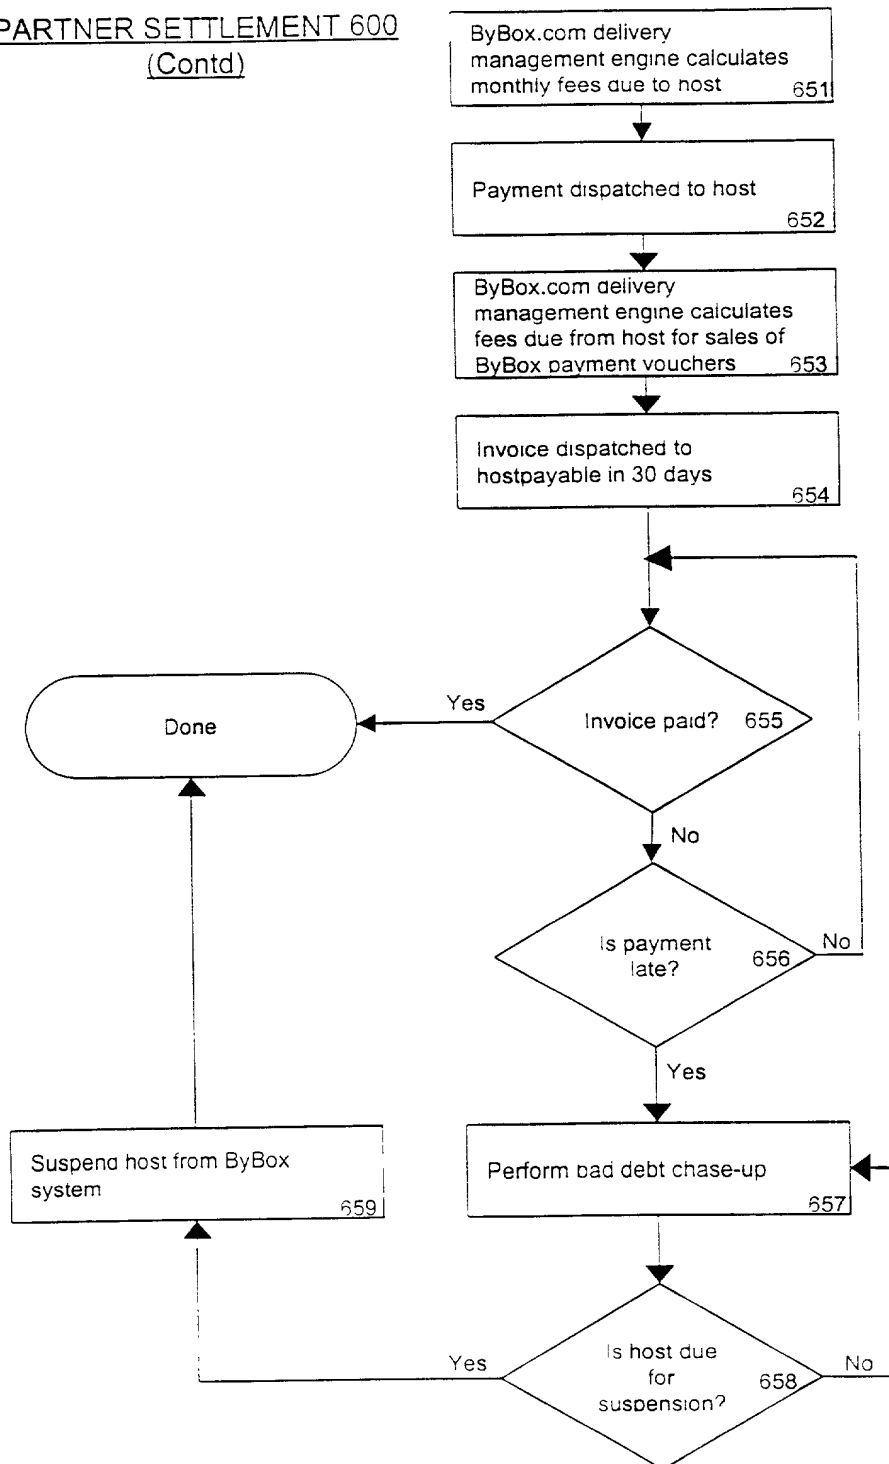 PARTNER SETTLEMENT 600
(Contd)
ByBox.com delivery
management engine calculates
monthly fees due to host
651
Payment dispatched to host
652
ByBox.com delivery
management engine calculates
fees due from host for sales of
ByBox payment vouchers
653
Invoice dispatched to
hostpayable in 30 days
654
Invoice paid?
655
Yes
Done
No
Is payment
late?
656
No
Yes
Perform bad debt chase-up
657
Suspend host from ByBox
system
659
Is host due
for
suspension?
658
Yes
No